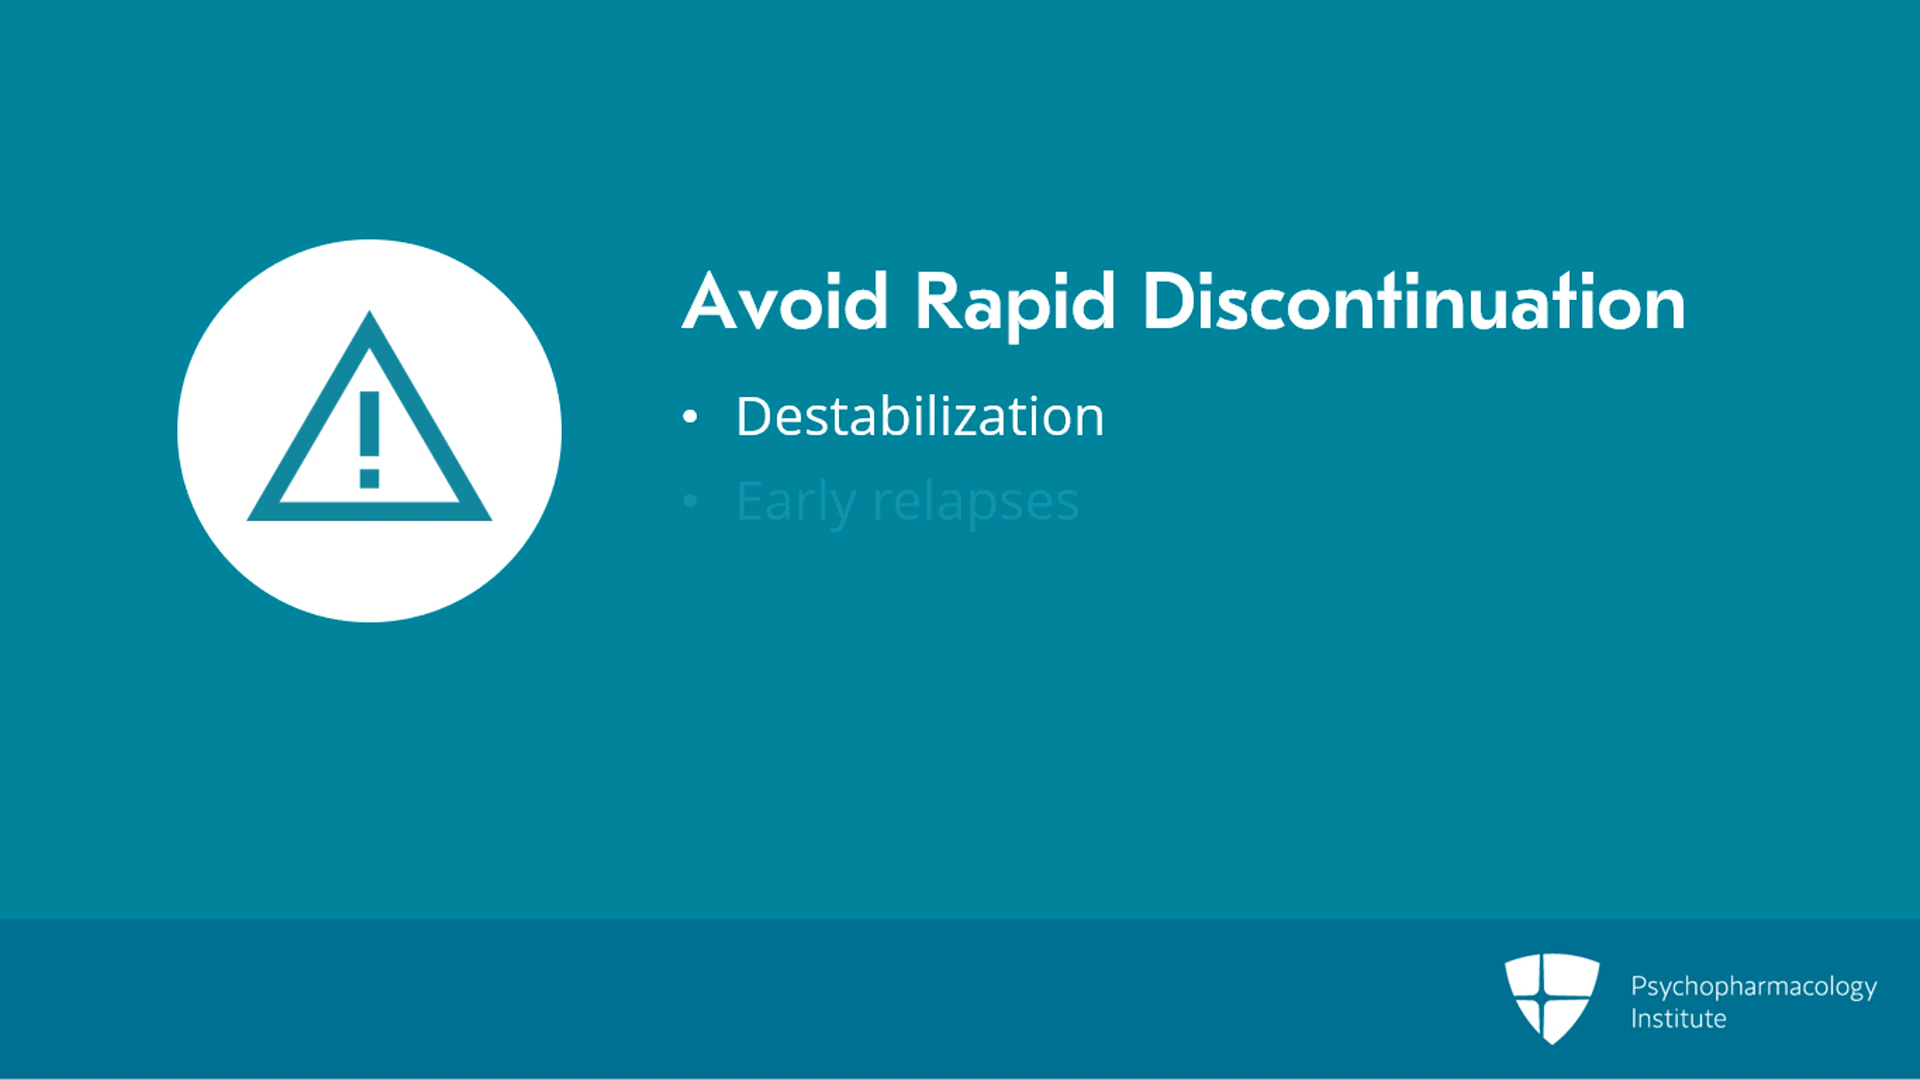 Avoid Rapid Discontinuation
• Destabilization
• Early relapses
Psychopharmacology
Institute